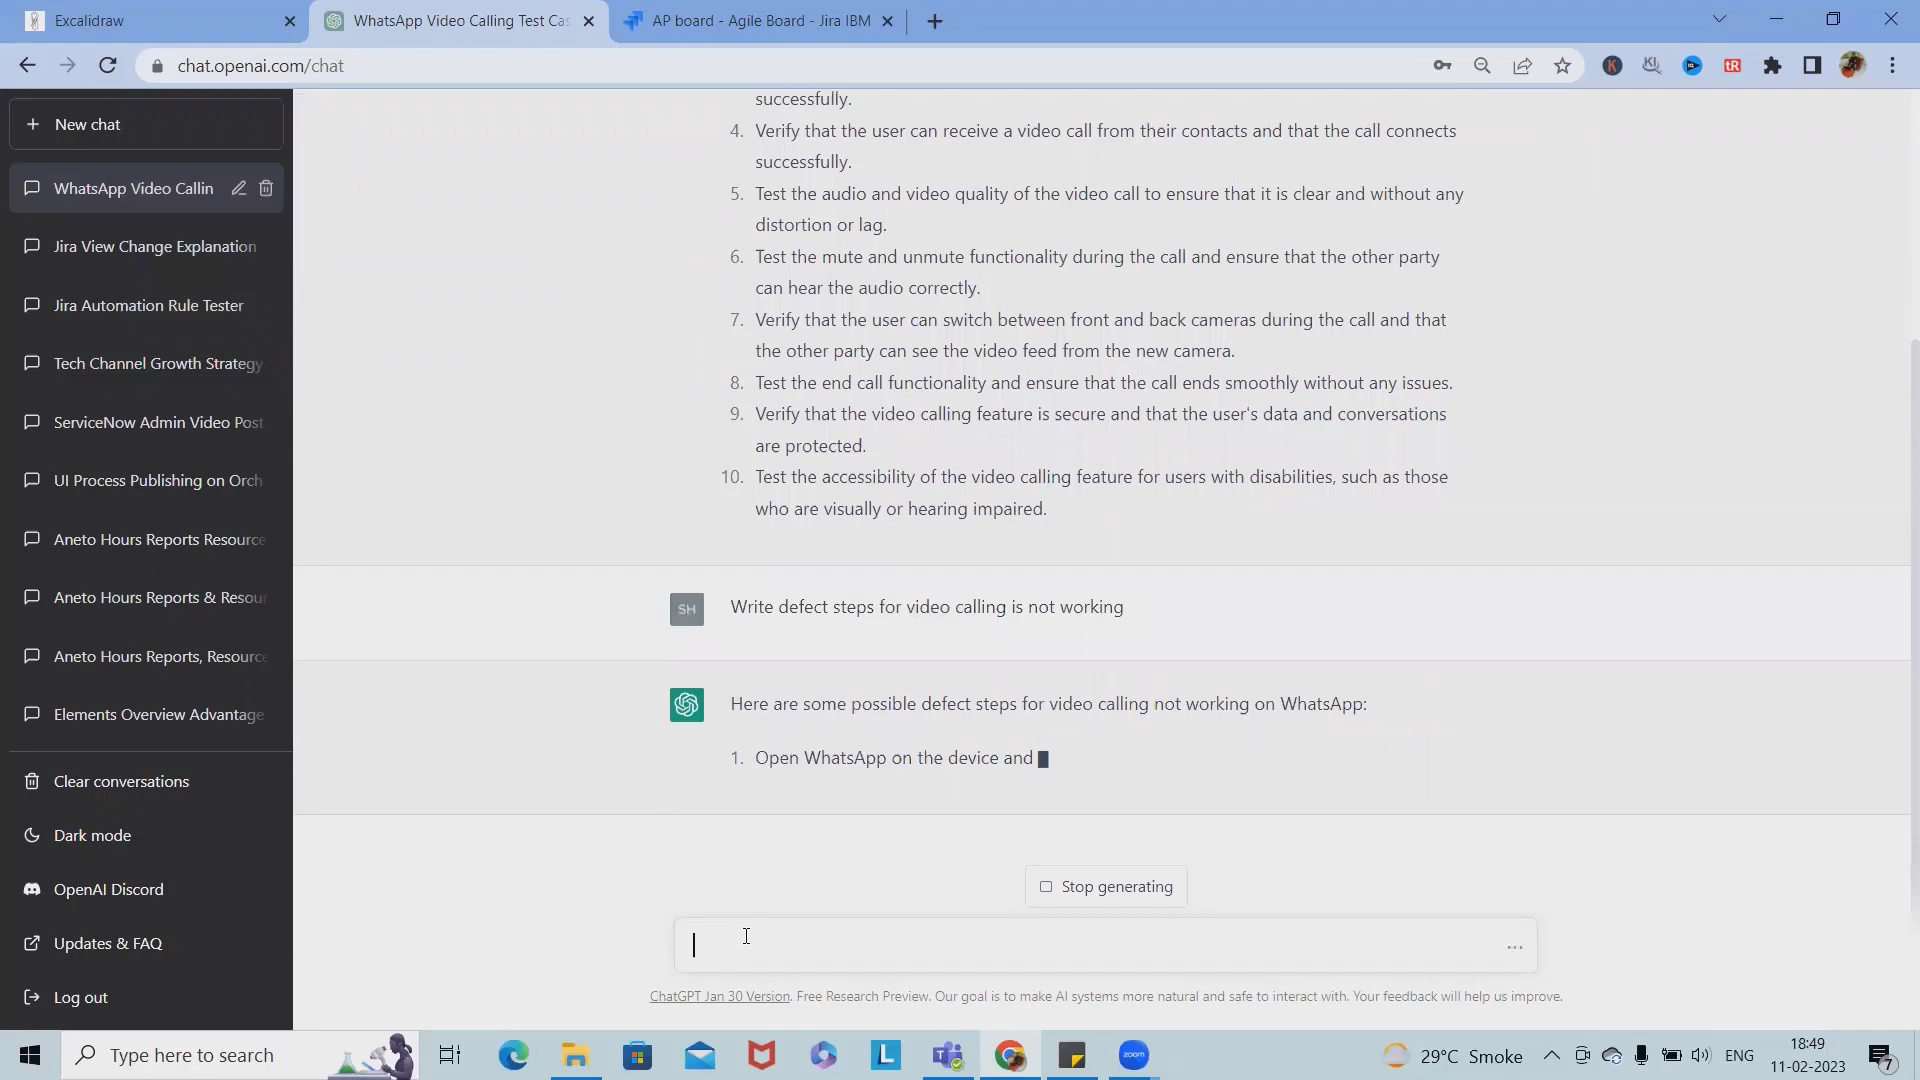 Excalidraw
WhatsApp Video Calling Test Cas
AP board - Agile Board - Jira IBM
chat.openai.com/chat
New chat
WhatsApp Video Callin
Jira View Change Explanation
Jira Automation Rule Tester
Tech Channel Growth Strategy
ServiceNow Admin Video Post
UI Process Publishing on Orch
Aneto Hours Reports Resource
Aneto Hours Reports & Resour
Aneto Hours Reports, Resource
Elements Overview Advantage
Clear conversations
Dark mode
OpenAI Discord
Updates & FAQ
Log out
successfully.
4. Verify that the user can receive a video call from their contacts and that the call connects
successfully.
5. Test the audio and video quality of the video call to ensure that it is clear and without any
distortion or lag.
6. Test the mute and unmute functionality during the call and ensure that the other party
can hear the audio correctly.
7. Verify that the user can switch between front and back cameras during the call and that
the other party can see the video feed from the new camera.
8. Test the end call functionality and ensure that the call ends smoothly without any issues.
9. Verify that the video calling feature is secure and that the user's data and conversations
are protected.
10. Test the accessibility of the video calling feature for users with disabilities, such as those
who are visually or hearing impaired.
SH
Write defect steps for video calling is not working
Here are some possible defect steps for video calling not working on WhatsApp:
1. Open WhatsApp on the device and
Stop generating
ChatGPT Jan 30 Version. Free Research Preview. Our goal is to make AI systems more natural and safe to interact with. Your feedback will help us improve.
Type here to search
L
zoom
29°C Smoke
ENG
18:49
11-02-2023
7